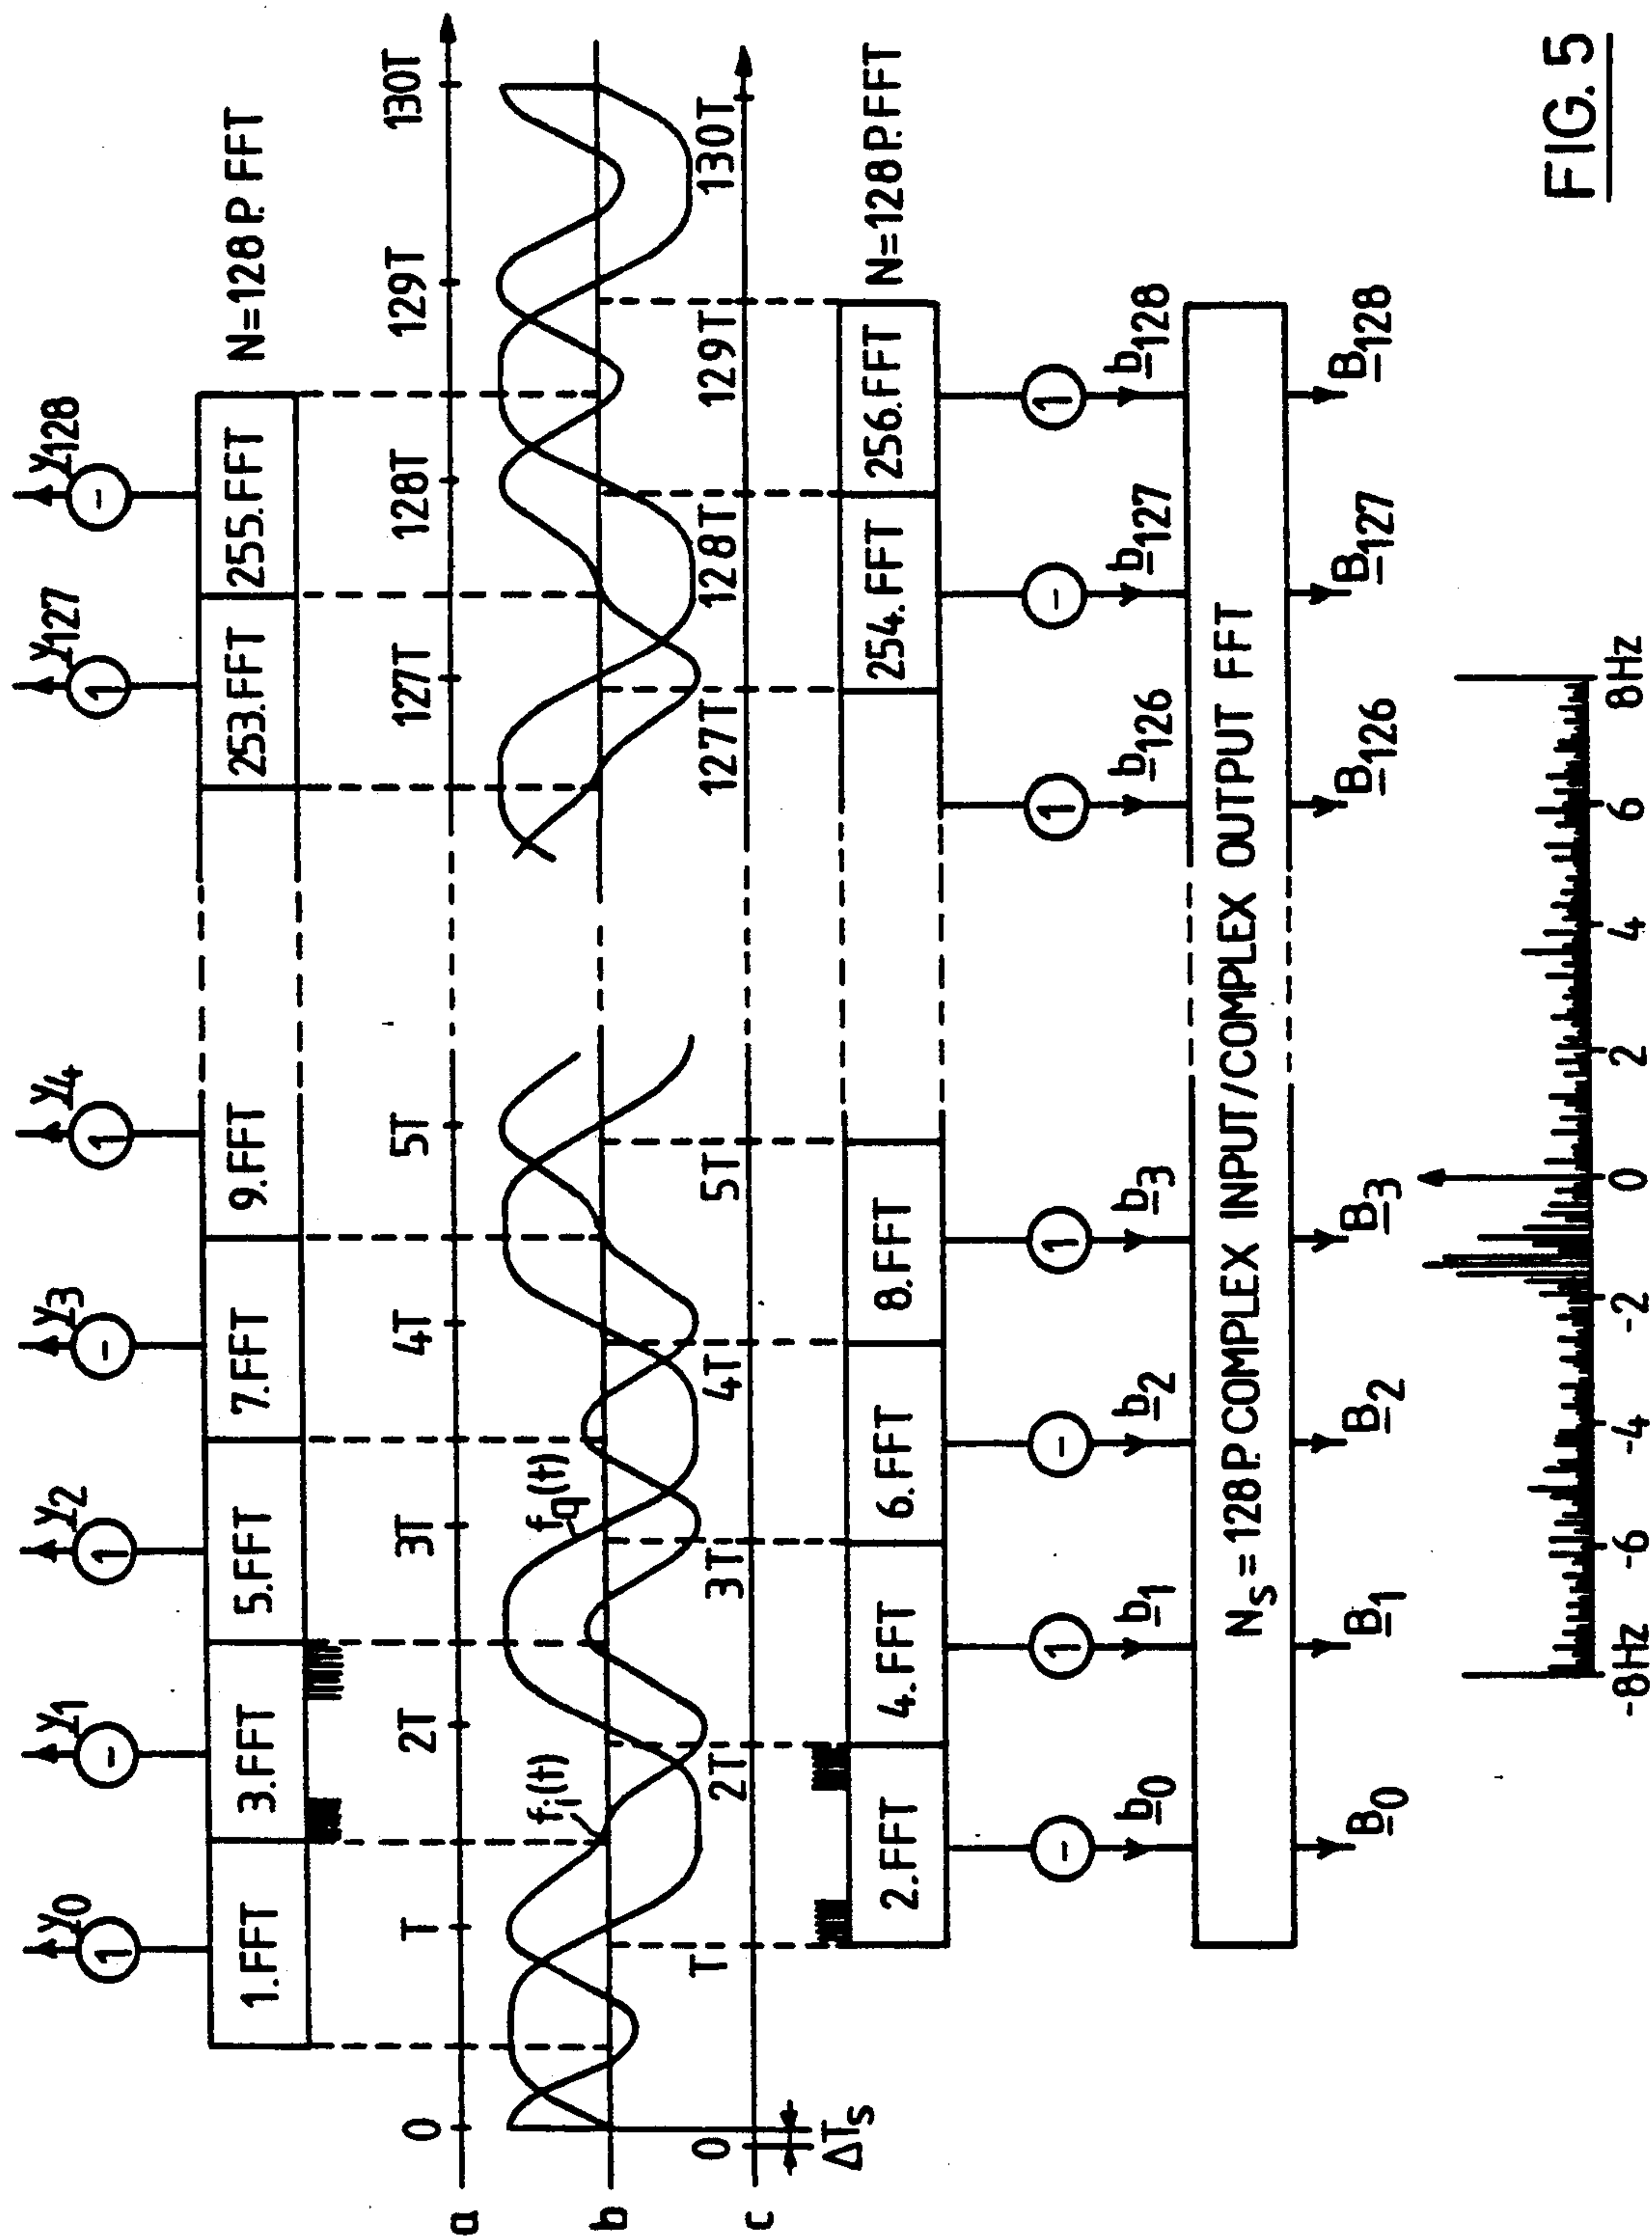 y0 y1 y2 y3 y4 y127 y128
1 - 1 - 1 1 -
1.FFT 3.FFT 5.FFT 7.FFT 9.FFT 253.FFT 255.FFT N=128 P. FFT
0 T 2T 3T 4T 5T 127T 128T 129T 130T
a
fi(t) fq(t)
b
0 T 2T 3T 4T 5T 127T 128T 129T 130T
c
ΔTs
2.FFT 4.FFT 6.FFT 8.FFT 254.FFT 256.FFT N=128 P. FFT
- 1 - 1 1 - 1
b0 b1 b2 b3 b126 b127 b128
Ns = 128 P. COMPLEX INPUT/COMPLEX OUTPUT FFT
B0 B1 B2 B3 B126 B127 B128
-8Hz -6 -4 -2 0 2 4 6 8Hz
FIG. 5